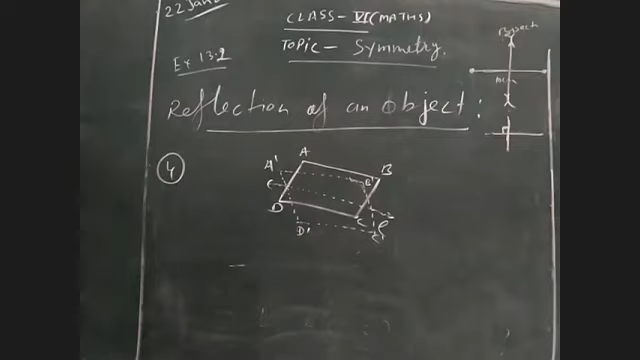 22 Jan
CLASS - VI (MATHS)
TOPIC - Symmetry.
Ex 13.2
Reflection of an Object:
4
A
A'
B
B'
D
C
D'
C'